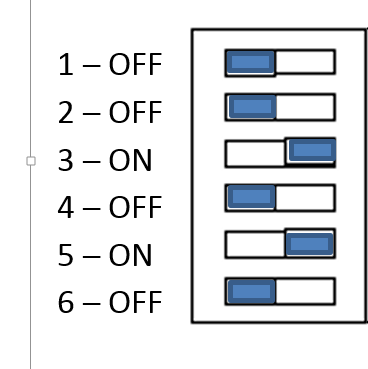 1 – OFF
2 – OFF
3 – ON
4 – OFF
5 – ON
6 – OFF